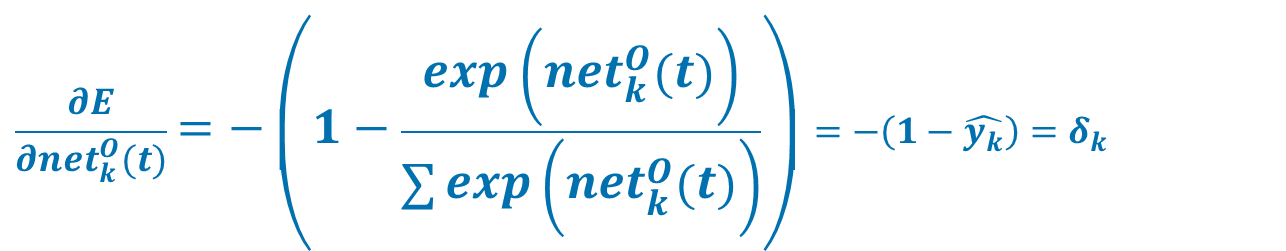 ∂E/∂net_k^O(t) = −(1 − exp(net_k^O(t))/∑ exp(net_k^O(t))) = −(1 − ŷ_k) = δ_k